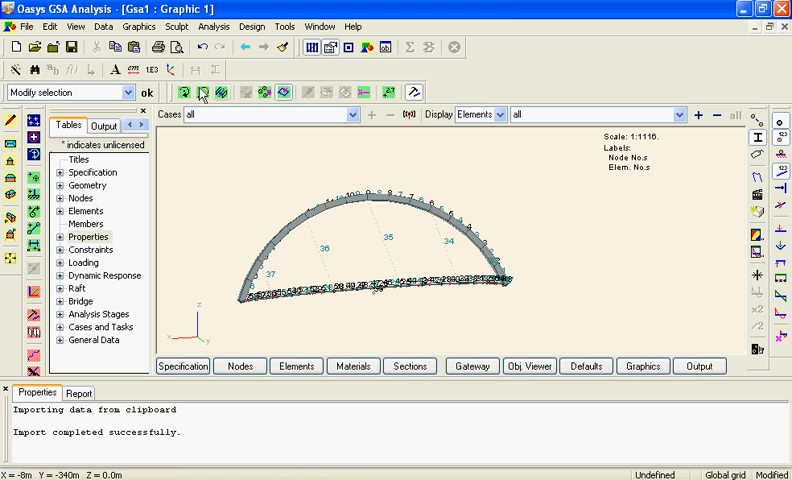 Oasys GSA Analysis - [Gsa1 : Graphic 1]
File Edit View Data Graphics Sculpt Analysis Design Tools Window Help
Modify selection ok
Cases all Display Elements all all
Tables Output
* indicates unlicensed
Titles
Specification
Geometry
Nodes
Elements
Members
Properties
Constraints
Loading
Dynamic Response
Raft
Bridge
Analysis Stages
Cases and Tasks
General Data
Scale: 1:1116.
Labels:
Node No.s
Elem. No.s
37
36
35
34
z
x
y
Specification Nodes Elements Materials Sections Gateway Obj. Viewer Defaults Graphics Output
Properties Report
Importing data from clipboard
Import completed successfully.
X = -8m Y = -340m Z = 0.0m Undefined Global grid Modified